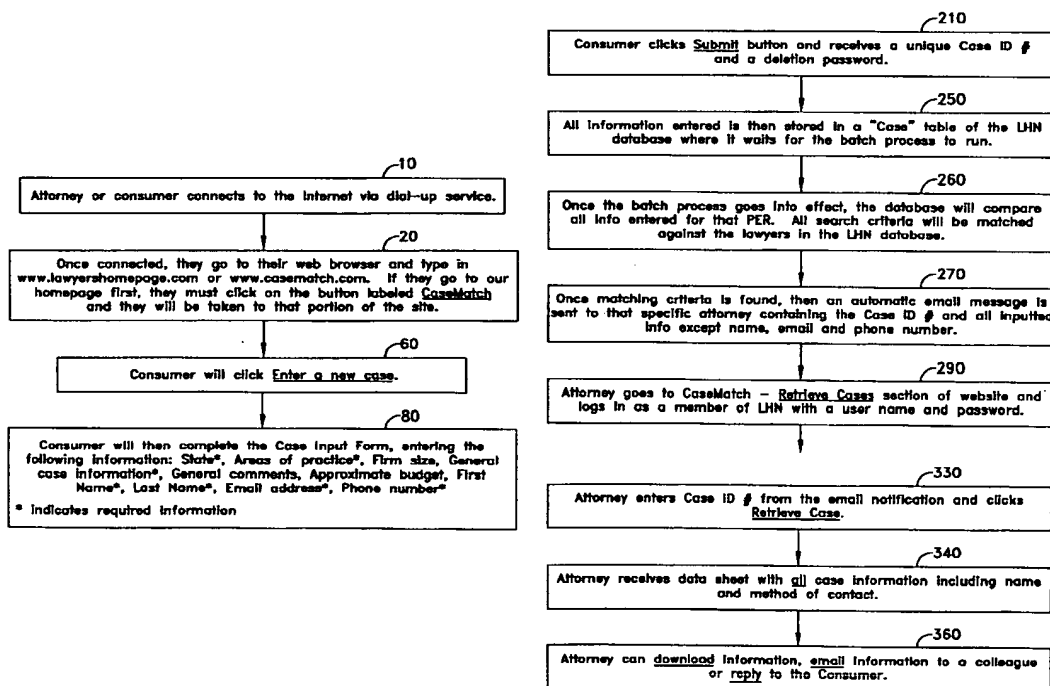 10
Attorney or consumer connects to the Internet via dial-up service.
20
Once connected, they go to their web browser and type in
www.lawyershomepage.com or www.casematch.com. If they go to our
homepage first, they must click on the button labeled CaseMatch
and they will be taken to that portion of the site.
60
Consumer will click Enter a new case.
80
Consumer will then complete the Case Input Form, entering the
following information: State*, Areas of practice*, Firm size, General
case information*, General comments, Approximate budget, First
Name*, Last Name*, Email address*, Phone number*
* indicates required information
210
Consumer clicks Submit button and receives a unique Case ID #
and a deletion password.
250
All information entered is then stored in a "Case" table of the LHN
database where it waits for the batch process to run.
260
Once the batch process goes into effect, the database will compare
all info entered for that PER. All search criteria will be matched
against the lawyers in the LHN database.
270
Once matching criteria is found, then an automatic email message is
sent to that specific attorney containing the Case ID # and all inputted
info except name, email and phone number.
290
Attorney goes to CaseMatch – Retrieve Cases section of website and
logs in as a member of LHN with a user name and password.
330
Attorney enters Case ID # from the email notification and clicks
Retrieve Case.
340
Attorney receives data sheet with all case information including name
and method of contact.
360
Attorney can download information, email information to a colleague
or reply to the Consumer.